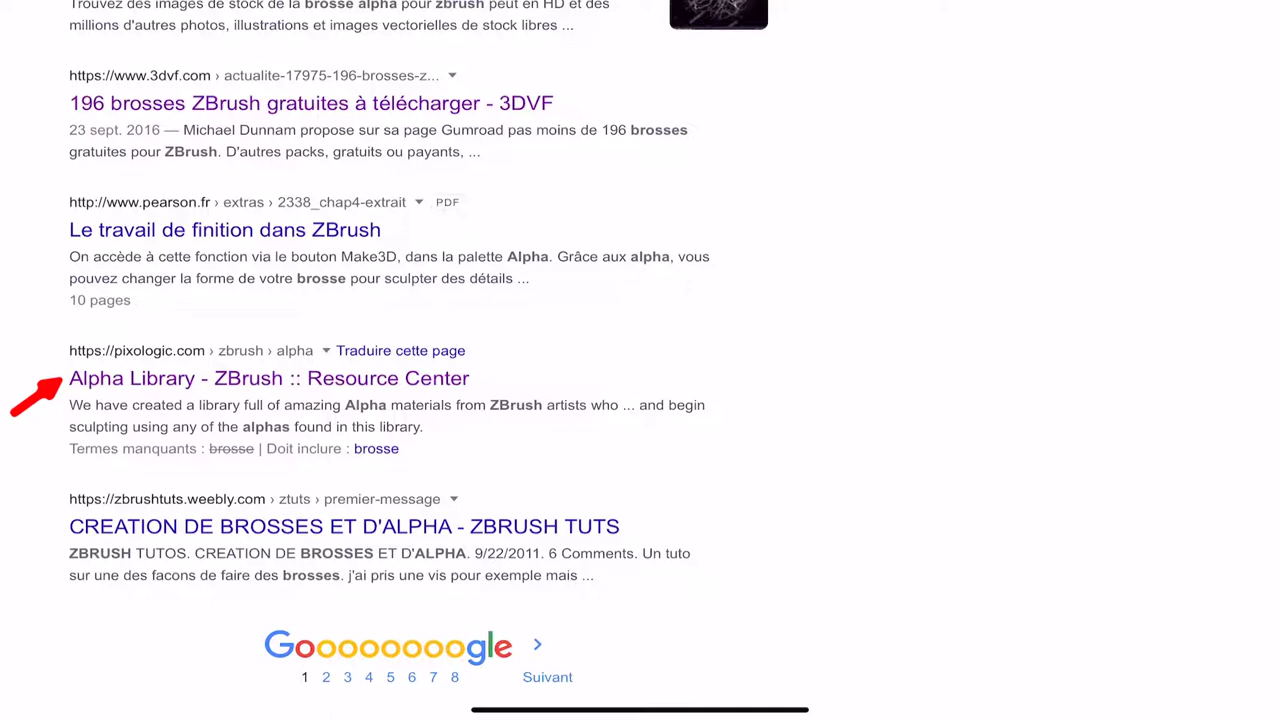 Trouvez des images de stock de la brosse alpha pour zbrush peut en HD et des
millions d'autres photos, illustrations et images vectorielles de stock libres ...
https://www.3dvf.com › actualite-17975-196-brosses-z...
196 brosses ZBrush gratuites à télécharger - 3DVF
23 sept. 2016 — Michael Dunnam propose sur sa page Gumroad pas moins de 196 brosses
gratuites pour ZBrush. D'autres packs, gratuits ou payants, ...
http://www.pearson.fr › extras › 2338_chap4-extrait PDF
Le travail de finition dans ZBrush
On accède à cette fonction via le bouton Make3D, dans la palette Alpha. Grâce aux alpha, vous
pouvez changer la forme de votre brosse pour sculpter des détails ...
10 pages
https://pixologic.com › zbrush › alpha Traduire cette page
Alpha Library - ZBrush :: Resource Center
We have created a library full of amazing Alpha materials from ZBrush artists who ... and begin
sculpting using any of the alphas found in this library.
Termes manquants : brosse | Doit inclure : brosse
https://zbrushtuts.weebly.com › ztuts › premier-message
CREATION DE BROSSES ET D'ALPHA - ZBRUSH TUTS
ZBRUSH TUTOS. CREATION DE BROSSES ET D'ALPHA. 9/22/2011. 6 Comments. Un tuto
sur une des facons de faire des brosses. j'ai pris une vis pour exemple mais ...
Goooooooogle >
1 2 3 4 5 6 7 8 Suivant